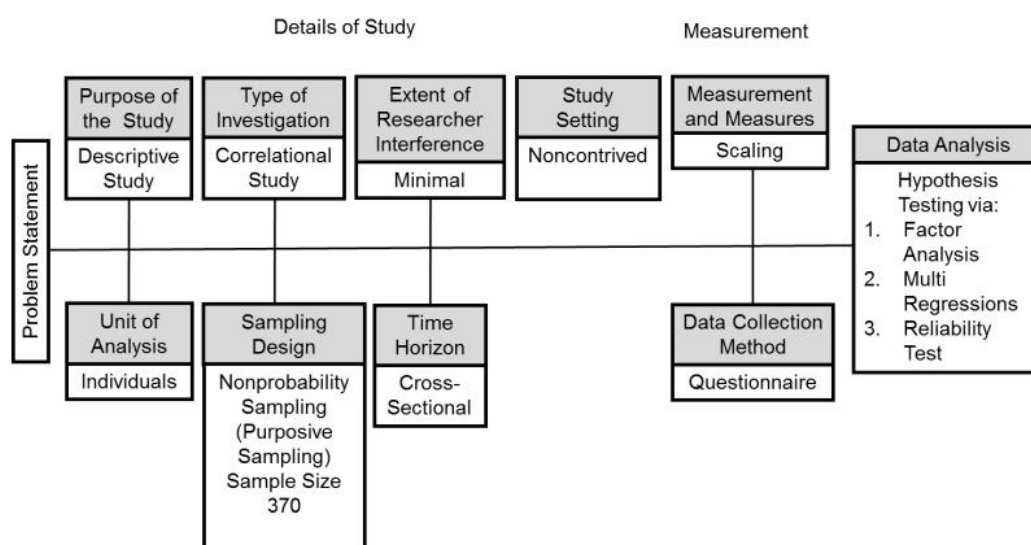 Details of Study
Measurement
Problem Statement
Purpose of
the Study
Descriptive
Study
Type of
Investigation
Correlational
Study
Extent of
Researcher
Interference
Minimal
Study
Setting
Noncontrived
Measurement
and Measures
Scaling
Unit of
Analysis
Individuals
Sampling
Design
Nonprobability
Sampling
(Purposive
Sampling)
Sample Size
370
Time
Horizon
Cross-
Sectional
Data Collection
Method
Questionnaire
Data Analysis
Hypothesis
Testing via:
1. Factor
Analysis
2. Multi
Regressions
3. Reliability
Test